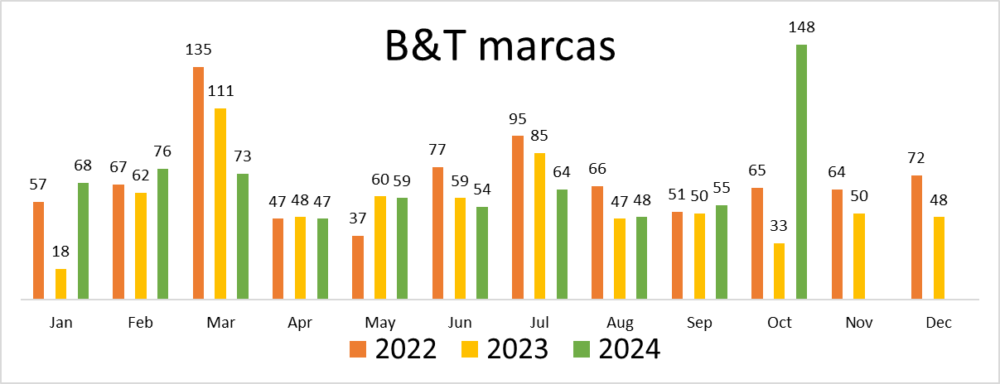 B&T marcas
57 18 68 67 62 76 135 111 73 47 48 47 37 60 59 77 59 54 95 85 64 66 47 48 51 50 55 65 33 148 64 50 72 48
Jan Feb Mar Apr May Jun Jul Aug Sep Oct Nov Dec
2022 2023 2024